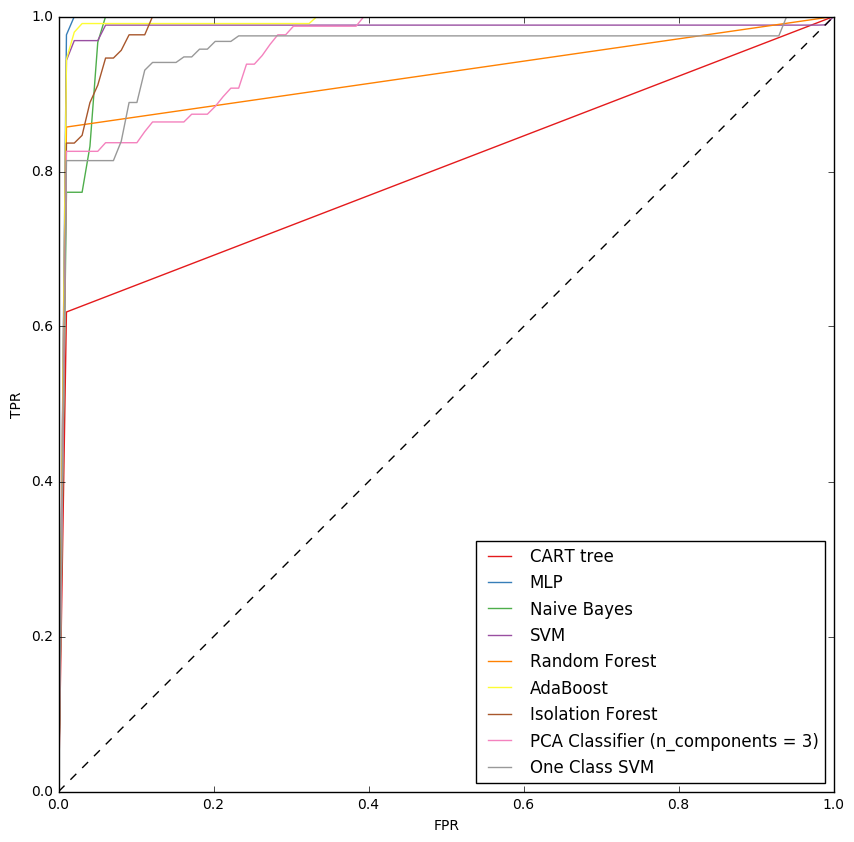 1.0
0.8
0.6
0.4
0.2
0.0
TPR
0.0 0.2 0.4 0.6 0.8 1.0
FPR
CART tree
MLP
Naive Bayes
SVM
Random Forest
AdaBoost
Isolation Forest
PCA Classifier (n_components = 3)
One Class SVM